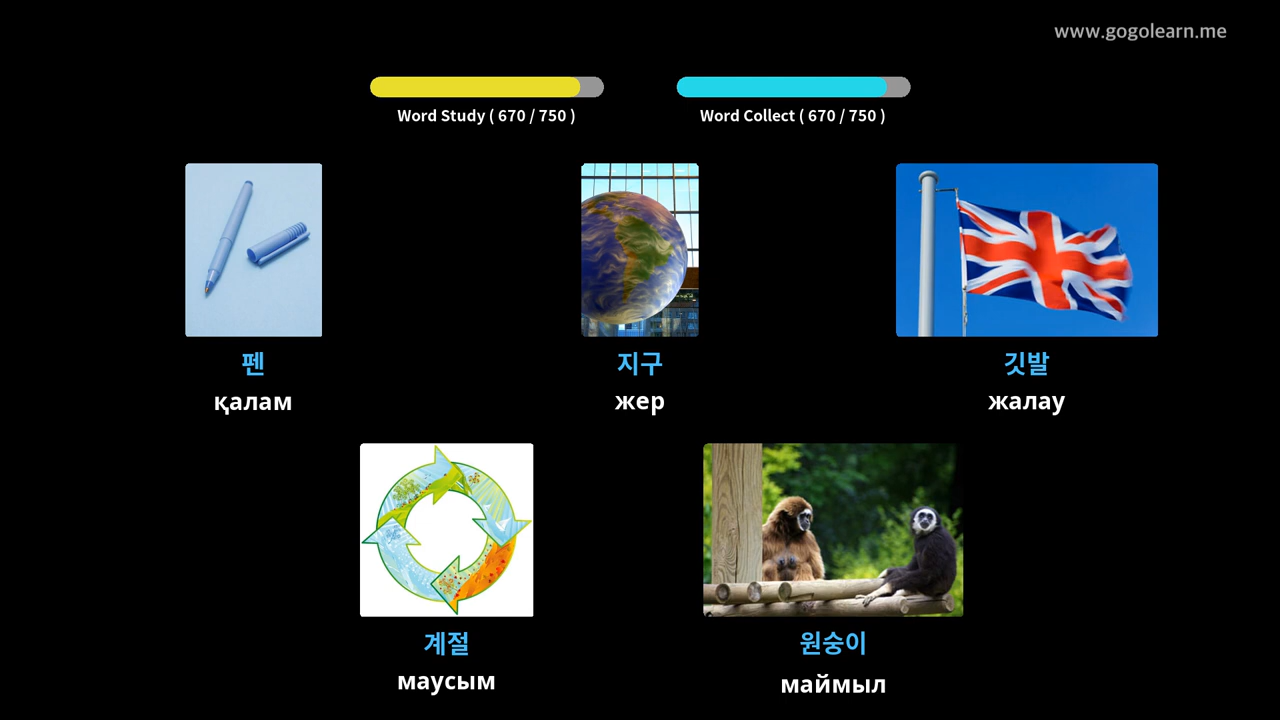 www.gogolearn.me
Word Study ( 670 / 750 )
Word Collect ( 670 / 750 )
펜
қалам
지구
жер
깃발
жалау
계절
маусым
원숭이
маймыл